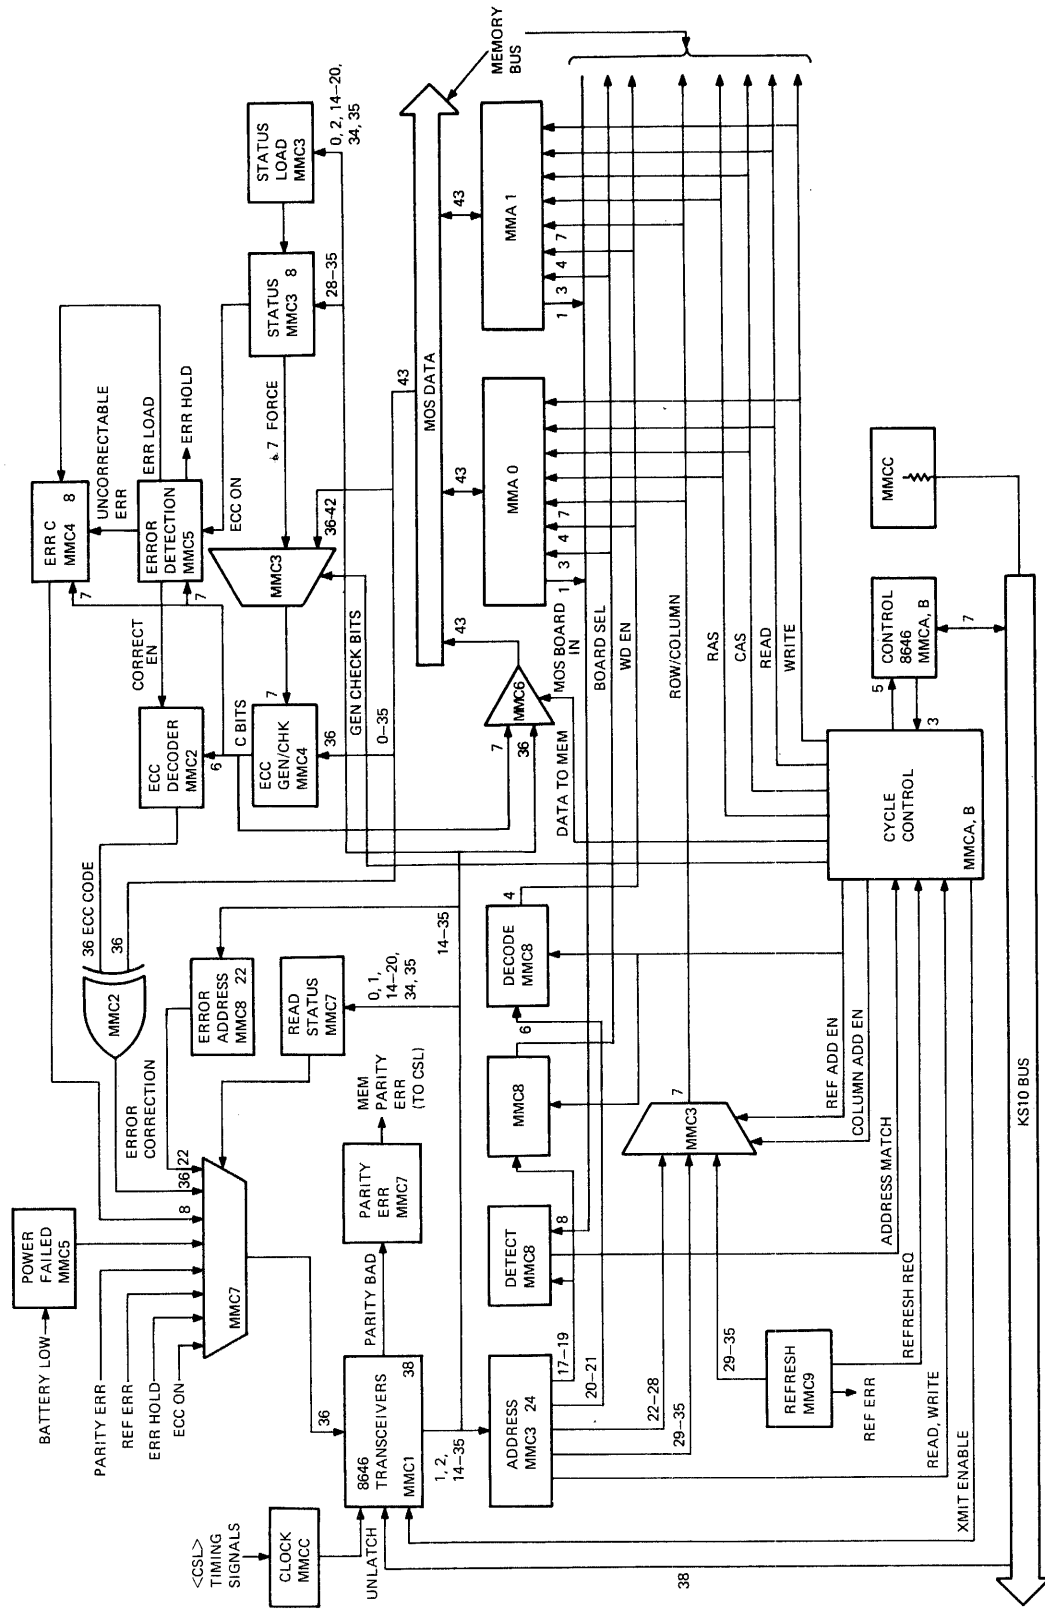 BATTERY LOW
POWER
FAILED
MMC5
PARITY ERR
REF ERR
ERR HOLD
ECC ON
MMC7
8
36
22
ERROR
CORRECTION
MMC2
36 ECC CODE
36
ERROR
ADDRESS
MMC8 22
READ
STATUS
MMC7
0, 1,
14–20,
34, 35
14–35
<CSL>
TIMING
SIGNALS
CLOCK
MMCC
UNLATCH
36
8646
TRANSCEIVERS
MMC1
38
PARITY BAD
PARITY
ERR
MMC7
MEM
PARITY
ERR
(TO CSL)
1, 2,
14–35
ERR C
MMC4
8
7
UNCORRECTABLE
ERR
ERR LOAD
ERROR
DETECTION
MMC5
7
ERR HOLD
CORRECT
EN
ECC
DECODER
MMC2
6
C BITS
ECC
GEN/CHK
MMC4
7
36
ECC ON
MMC3
GEN CHECK BITS
7 FORCE
36-42
0–35
43
STATUS
MMC3
8
28–35
STATUS
LOAD
MMC3
0, 2, 14–20,
34, 35
MOS DATA
MEMORY
BUS
7
36
MMC6
43
DATA TO MEM
MMA 0
43
1
3
4
7
MMA 1
43
1
3
4
7
MOS BOARD
IN
BOARD SEL
WD EN
ROW/COLUMN
RAS
CAS
READ
WRITE
ADDRESS
MMC3 24
17–19
20–21
22–28
29–35
DETECT
MMC8
8
MMC8
DECODE
MMC8
6
4
MMC3
7
29–35
REFRESH
MMC9
REF ERR
REF ADD EN
COLUMN ADD EN
ADDRESS MATCH
REFRESH REQ
READ, WRITE
XMIT ENABLE
CYCLE
CONTROL
MMCA, B
5
3
CONTROL
8646
MMCA, B
7
MMCC
38
KS10 BUS